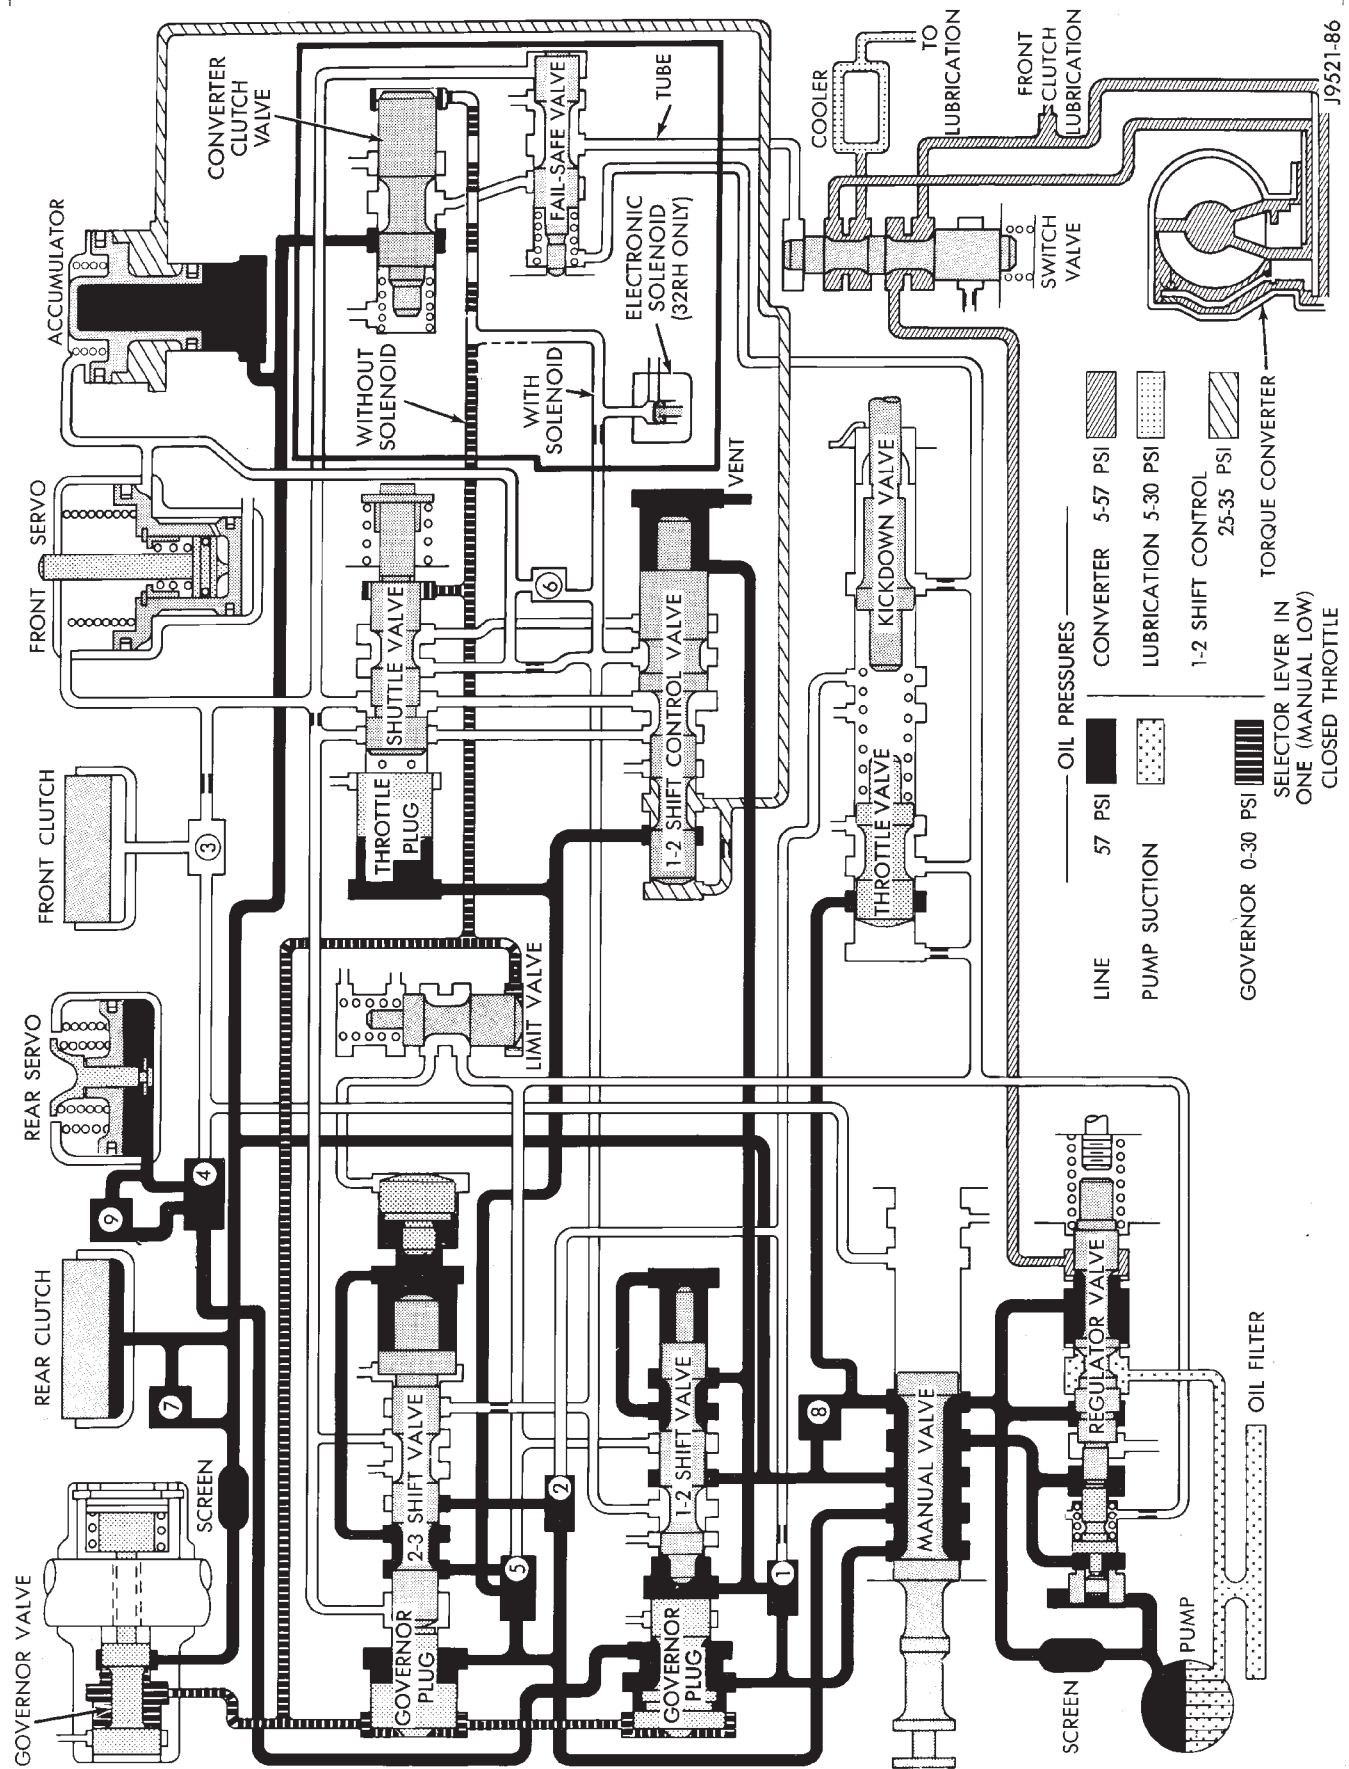 GOVERNOR VALVE
REAR CLUTCH
REAR SERVO
FRONT CLUTCH
FRONT SERVO
ACCUMULATOR
SCREEN
7
9
4
3
CONVERTER
CLUTCH
VALVE
GOVERNOR
PLUG
2-3 SHIFT VALVE
LIMIT VALVE
THROTTLE
PLUG
SHUTTLE VALVE
WITHOUT
SOLENOID
WITH
SOLENOID
FAIL-SAFE VALVE
TUBE
ELECTRONIC
SOLENOID
(32RH ONLY)
5
2
6
GOVERNOR
PLUG
1-2 SHIFT VALVE
1-2 SHIFT CONTROL VALVE
VENT
1
8
MANUAL VALVE
THROTTLE VALVE
KICKDOWN VALVE
SWITCH
VALVE
COOLER
TO
LUBRICATION
FRONT
CLUTCH
LUBRICATION
SCREEN
PUMP
REGULATOR VALVE
OIL FILTER
OIL PRESSURES
LINE 57 PSI
PUMP SUCTION
GOVERNOR 0-30 PSI
CONVERTER 5-57 PSI
LUBRICATION 5-30 PSI
1-2 SHIFT CONTROL
25-35 PSI
SELECTOR LEVER IN
ONE (MANUAL LOW)
CLOSED THROTTLE
TORQUE CONVERTER
J9521-86